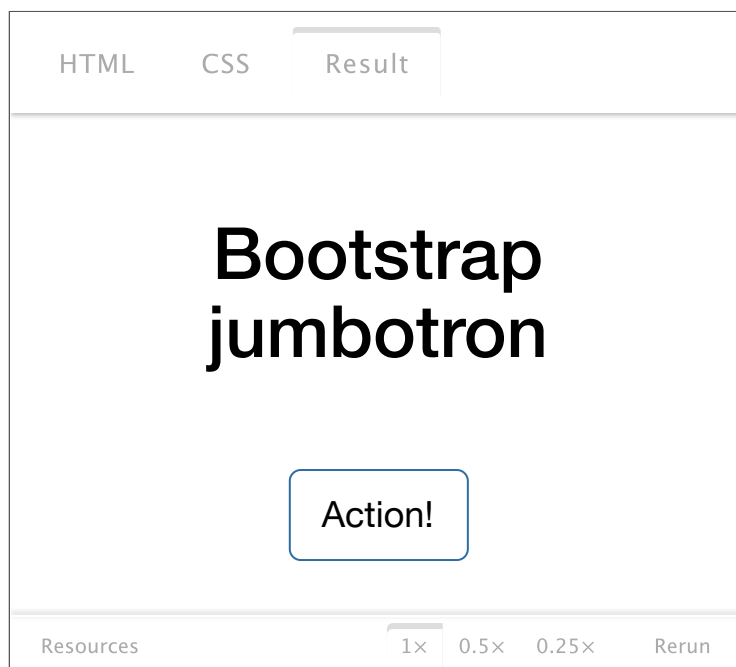 HTML CSS Result
Bootstrap
jumbotron
Action!
Resources 1× 0.5× 0.25× Rerun